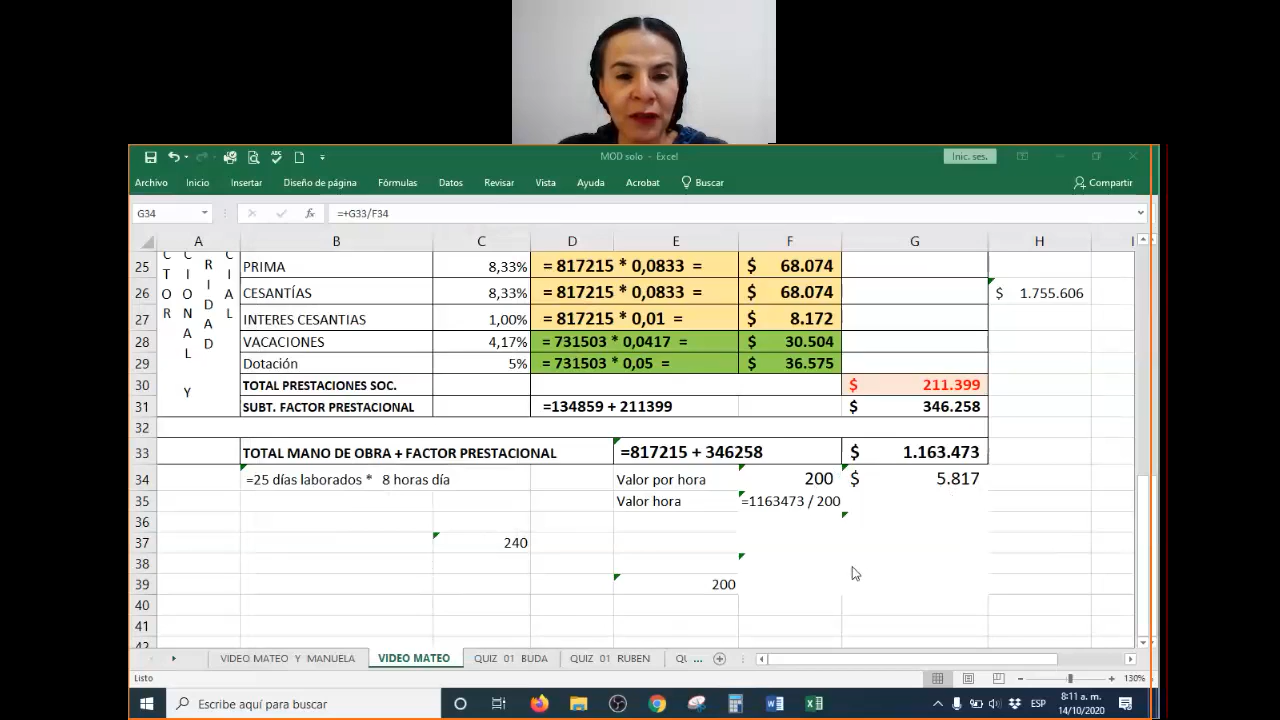 MOD solo - Excel
Inic. ses.
Archivo Inicio Insertar Diseño de página Fórmulas Datos Revisar Vista Ayuda Acrobat Buscar Compartir
G34 fx =+G33/F34
A B C D E F G H I
C C R C
T I I
O O D A
R N A L
A D
L
Y
25 PRIMA 8,33% = 817215 * 0,0833 = $ 68.074
26 CESANTÍAS 8,33% = 817215 * 0,0833 = $ 68.074 $ 1.755.606
27 INTERES CESANTIAS 1,00% = 817215 * 0,01 = $ 8.172
28 VACACIONES 4,17% = 731503 * 0,0417 = $ 30.504
29 Dotación 5% = 731503 * 0,05 = $ 36.575
30 TOTAL PRESTACIONES SOC. $ 211.399
31 SUBT. FACTOR PRESTACIONAL =134859 + 211399 $ 346.258
32
33 TOTAL MANO DE OBRA + FACTOR PRESTACIONAL =817215 + 346258 $ 1.163.473
34 =25 días laborados * 8 horas día Valor por hora 200 $ 5.817
35 Valor hora =1163473 / 200
36
37 240
38
39 200
40
41
42
VIDEO MATEO Y MANUELA VIDEO MATEO QUIZ 01 BUDA QUIZ 01 RUBEN QU ...
Listo 130%
Escribe aquí para buscar ESP 8:11 a. m.
14/10/2020